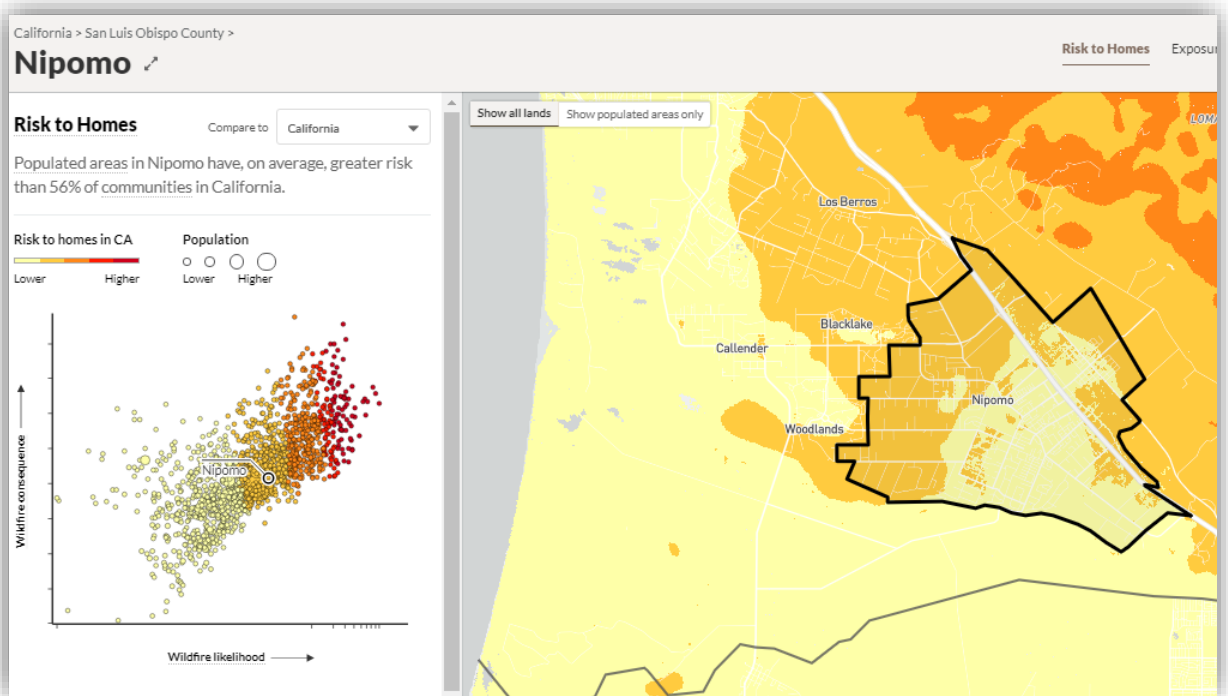 California > San Luis Obispo County >
Nipomo
Risk to Homes
Risk to Homes
Compare to
California
Populated areas in Nipomo have, on average, greater risk
than 56% of communities in California.
Risk to homes in CA
Lower
Higher
Population
Lower
Higher
Wildfire consequence
Nipomo
Wildfire likelihood
Show all lands
Show populated areas only
Los Berros
Blacklake
Callender
Nipomo
Woodlands